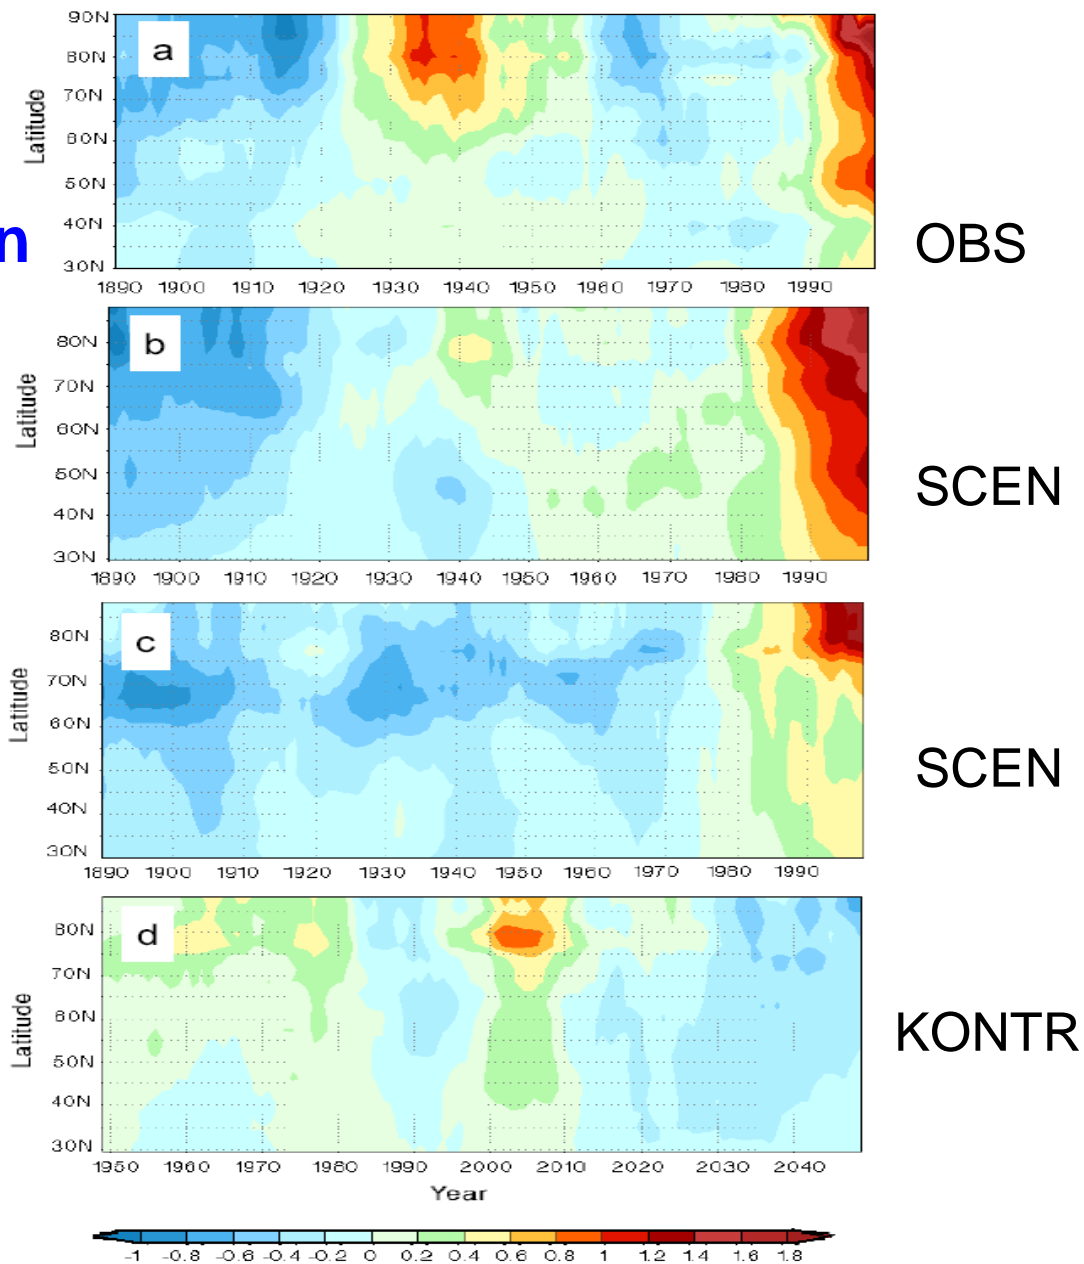 90N
a
80N
70N
60N
50N
40N
30N
Latitude
1890 1900 1910 1920 1930 1940 1950 1960 1970 1980 1990
n
OBS
b
80N
70N
60N
50N
40N
30N
Latitude
1890 1900 1910 1920 1930 1940 1950 1960 1970 1980 1990
SCEN
c
80N
70N
60N
50N
40N
30N
Latitude
1890 1900 1910 1920 1930 1940 1950 1960 1970 1980 1990
SCEN
d
80N
70N
60N
50N
40N
30N
Latitude
1950 1960 1970 1980 1990 2000 2010 2020 2030 2040
Year
KONTR
-1 -0.8 -0.6 -0.4 -0.2 0 0.2 0.4 0.6 0.8 1 1.2 1.4 1.6 1.8